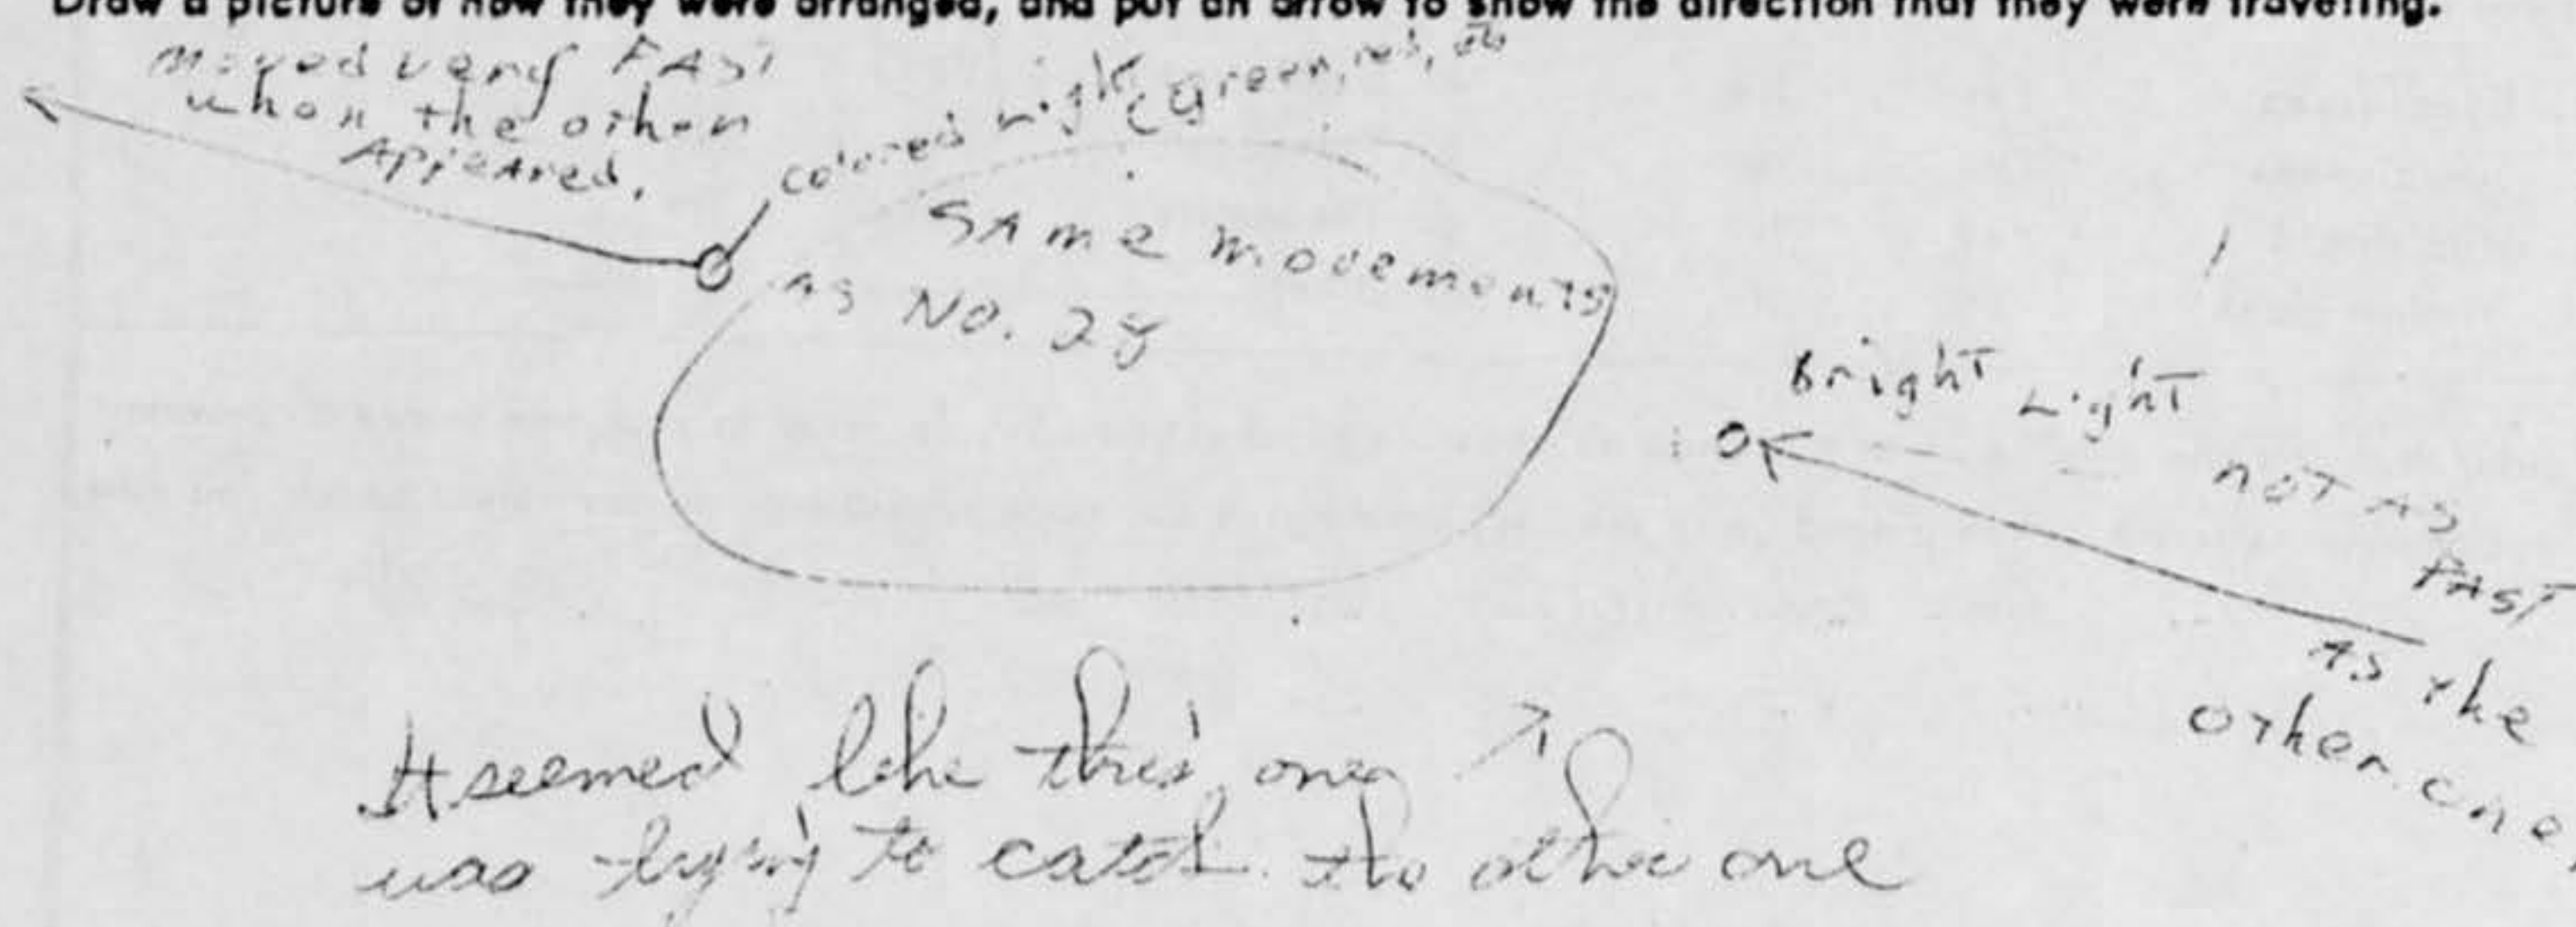 Draw a picture of how they were arranged, and put an arrow to show the direction that they were traveling.
moved very FAST
when the other
Appeared.
colored light (green, red, etc
SAme movements
as NO. 28
Bright Light
not As
FAST
As the
other one.
It seemed like this one
was trying to catch the other one